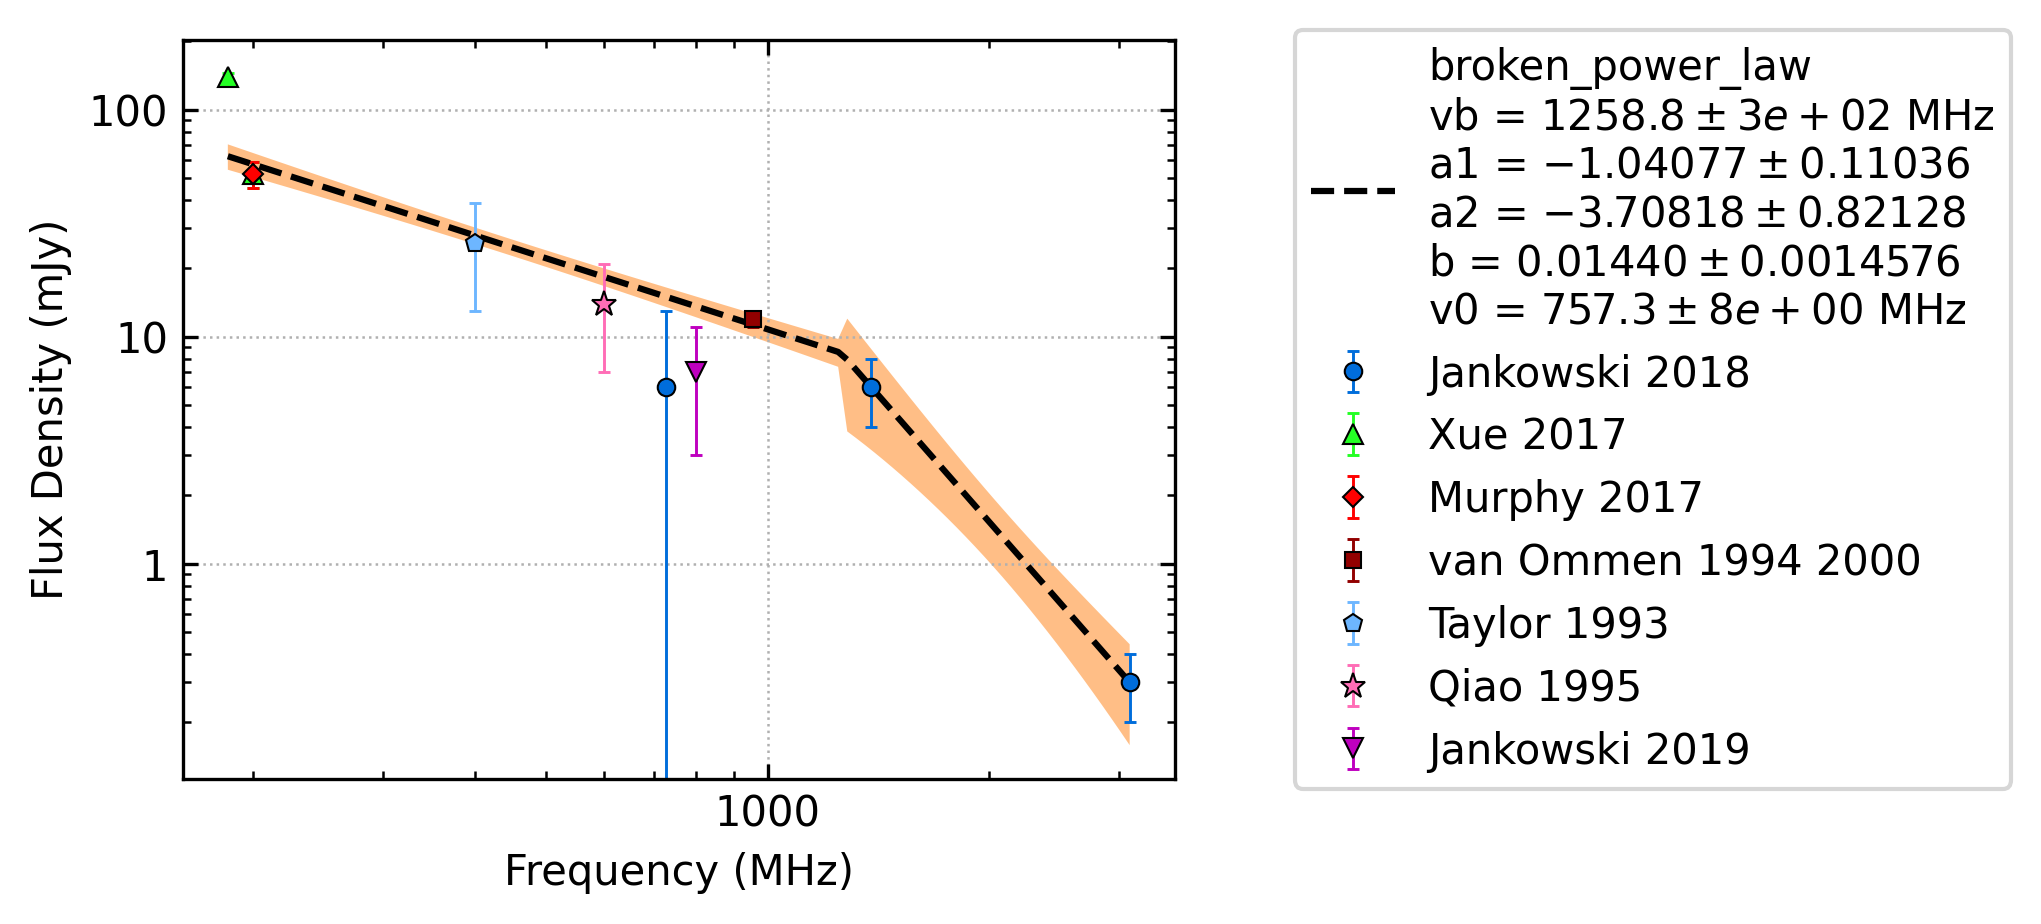 100
10
1
1000
Flux Density (mJy)
Frequency (MHz)
broken_power_law
vb = 1258.8 ± 3e + 02 MHz
a1 = −1.04077 ± 0.11036
a2 = −3.70818 ± 0.82128
b = 0.01440 ± 0.0014576
v0 = 757.3 ± 8e + 00 MHz
Jankowski 2018
Xue 2017
Murphy 2017
van Ommen 1994 2000
Taylor 1993
Qiao 1995
Jankowski 2019